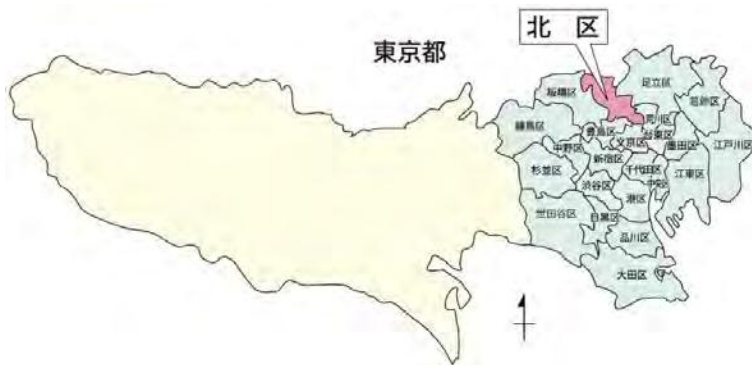 北 区
東京都
足立区
板橋区
葛飾区
荒川区
練馬区
豊島区
台東区
文京区
墨田区
江戸川区
中野区
新宿区
千代田区
杉並区
江東区
中央区
渋谷区
港区
世田谷区
目黒区
品川区
大田区